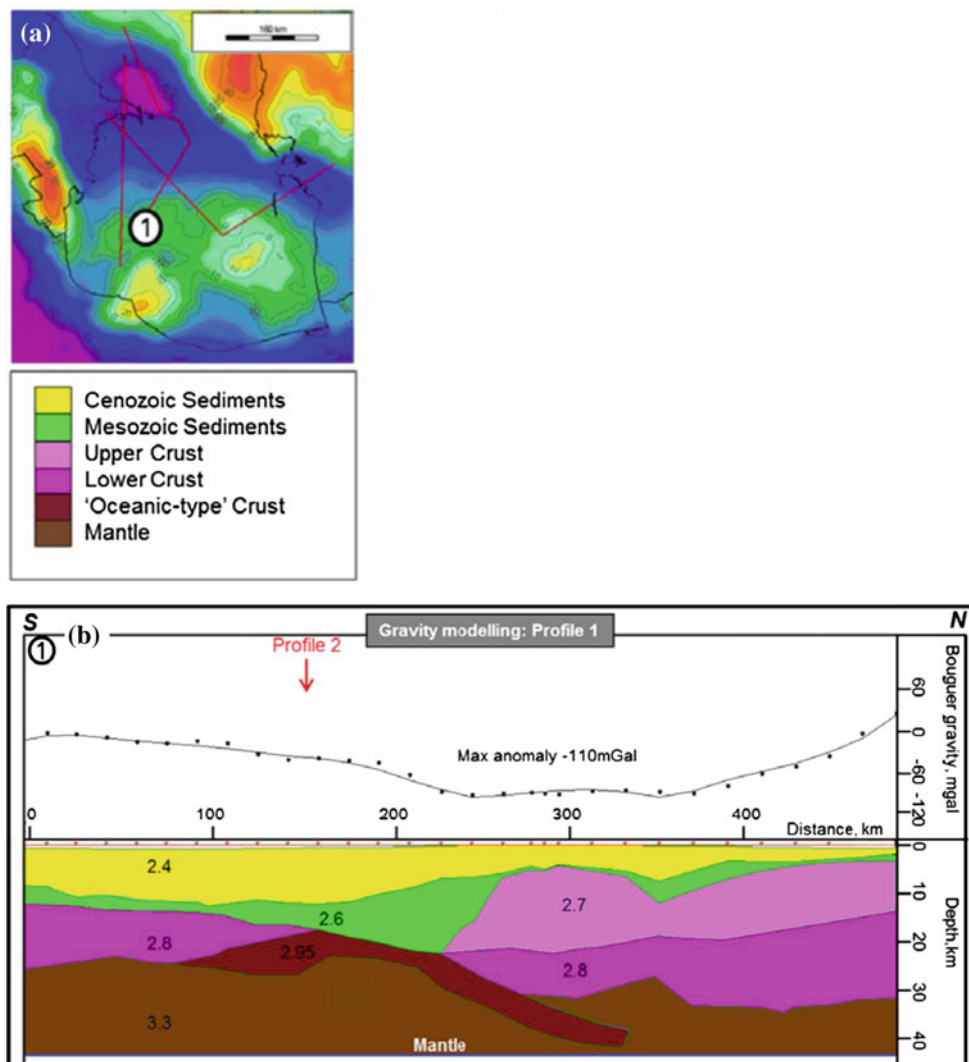 (a)
160 km
1
Cenozoic Sediments
Mesozoic Sediments
Upper Crust
Lower Crust
‘Oceanic-type’ Crust
Mantle
S (b) Gravity modelling: Profile 1 N
1
Profile 2
Bouguer gravity, mgal
60
0
-60
-120
Max anomaly -110mGal
0 100 200 300 400
Distance, km
0
10
20
30
40
Depth,km
2.4
2.6
2.7
2.8
2.95
2.8
3.3
Mantle